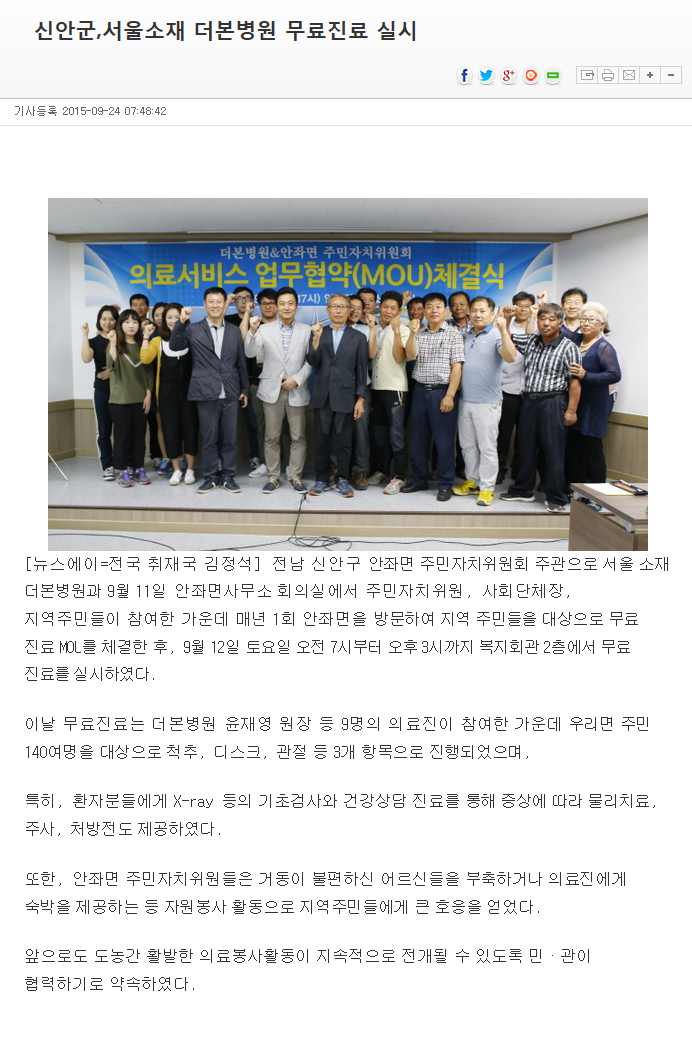 신안군,서울소재 더본병원 무료진료 실시
기사등록 2015-09-24 07:48:42
더본병원&안좌면 주민자치위원회
의료서비스 업무협약(MOU)체결식
17시)
[뉴스에이=전국 취재국 김정석] 전남 신안구 안좌면 주민자치위원회 주관으로 서울 소재
더본병원과 9월 11일 안좌면사무소 회의실에서 주민자치위원, 사회단체장,
지역주민들이 참여한 가운데 매년 1회 안좌면을 방문하여 지역 주민들을 대상으로 무료
진료 MOL를 체결한 후, 9월 12일 토요일 오전 7시부터 오후 3시까지 복지회관 2층에서 무료
진료를 실시하였다.
이날 무료진료는 더본병원 윤재영 원장 등 9명의 의료진이 참여한 가운데 우리면 주민
140여명을 대상으로 척추, 디스크, 관절 등 3개 항목으로 진행되었으며,
특히, 환자분들에게 X-ray 등의 기초검사와 건강상담 진료를 통해 증상에 따라 물리치료,
주사, 처방전도 제공하였다.
또한, 안좌면 주민자치위원들은 거동이 불편하신 어르신들을 부축하거나 의료진에게
숙박을 제공하는 등 자원봉사 활동으로 지역주민들에게 큰 호응을 얻었다.
앞으로도 도농간 활발한 의료봉사활동이 지속적으로 전개될 수 있도록 민·관이
협력하기로 약속하였다.